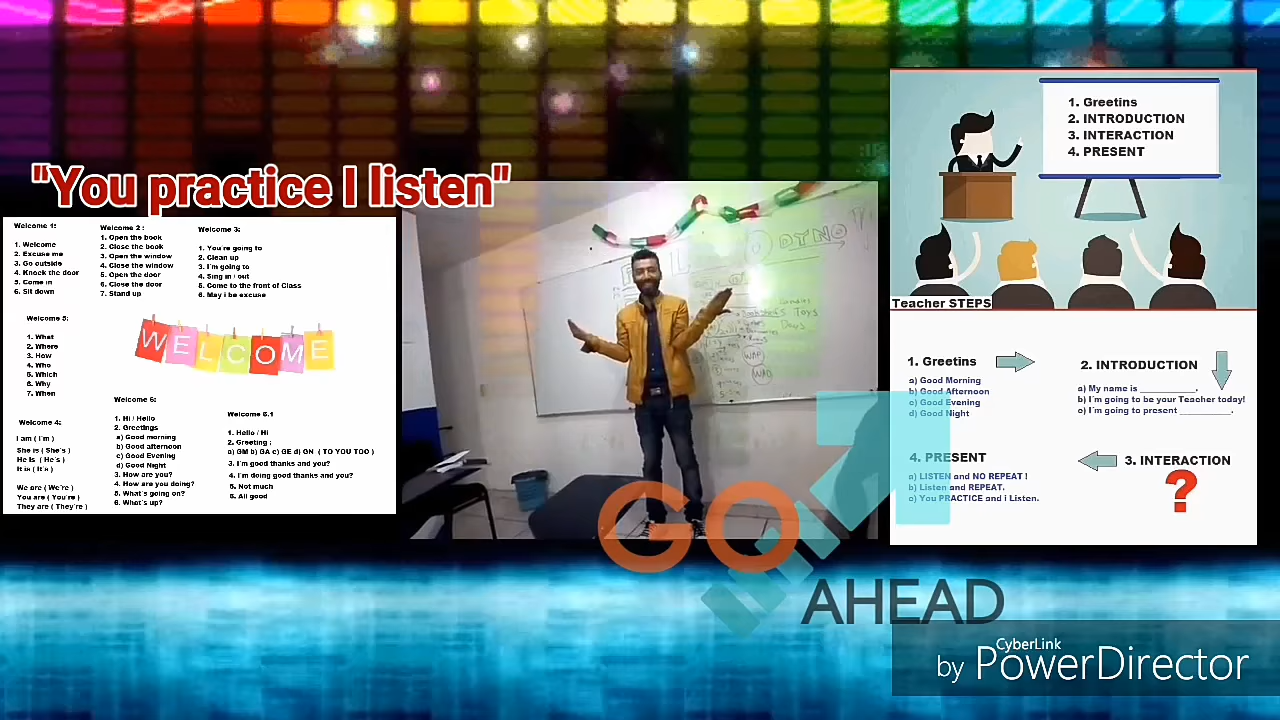 "You practice I listen"
Welcome 1:
1. Welcome
2. Excuse me
3. Go outside
4. Knock the door
5. Come in
6. Sit down
Welcome 2 :
1. Open the book
2. Close the book
3. Open the window
4. Close the window
5. Open the door
6. Close the door
7. Stand up
Welcome 3:
1. You're going to
2. Clean up
3. I'm going to
4. Sing in / out
5. Come to the front of Class
6. May i be excuse
Welcome 5:
1. What
2. Where
3. How
4. Who
5. Which
6. Why
7. When
WELCOME
Welcome 4:
I am ( I'm )
She is ( She's )
He is ( He's )
It is ( It's )
We are ( We're )
You are ( You're )
They are ( They're )
Welcome 6:
1. Hi / Hello
2. Greetings
a) Good morning
b) Good afternoon
c) Good Evening
d) Good Night
3. How are you?
4. How are you doing?
5. What's going on?
6. What's up?
Welcome 6.1
1. Hello / Hi
2. Greeting :
a) GM b) GA c) GE d) GN ( TO YOU TOO )
3. I'm good thanks and you?
4. I'm doing good thanks and you?
5. Not much
6. All good
DYNO
Toys
Days
WAP
WAP
1. Greetins
2. INTRODUCTION
3. INTERACTION
4. PRESENT
Teacher STEPS
1. Greetins
a) Good Morning
b) Good Afternoon
c) Good Evening
d) Good Night
2. INTRODUCTION
a) My name is __________.
b) I´m going to be your Teacher today!
c) I´m going to present __________.
4. PRESENT
a) LISTEN and NO REPEAT !
b) Listen and REPEAT.
c) You PRACTICE and i Listen.
3. INTERACTION
?
GO
AHEAD
CyberLink
by PowerDirector